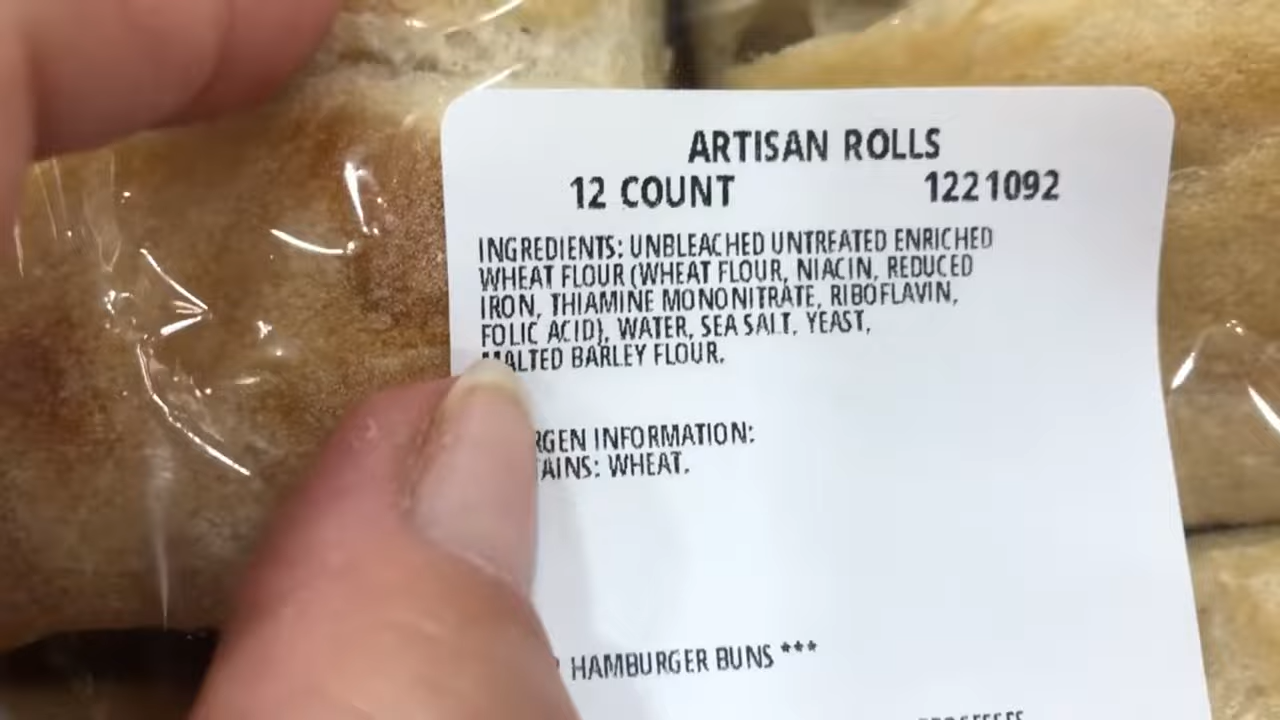 ARTISAN ROLLS
12 COUNT 1221092
INGREDIENTS: UNBLEACHED UNTREATED ENRICHED
WHEAT FLOUR (WHEAT FLOUR, NIACIN, REDUCED
IRON, THIAMINE MONONITRATE, RIBOFLAVIN,
FOLIC ACID), WATER, SEA SALT, YEAST,
MALTED BARLEY FLOUR.
INFORMATION:
WHEAT.
HAMBURGER BUNS ***